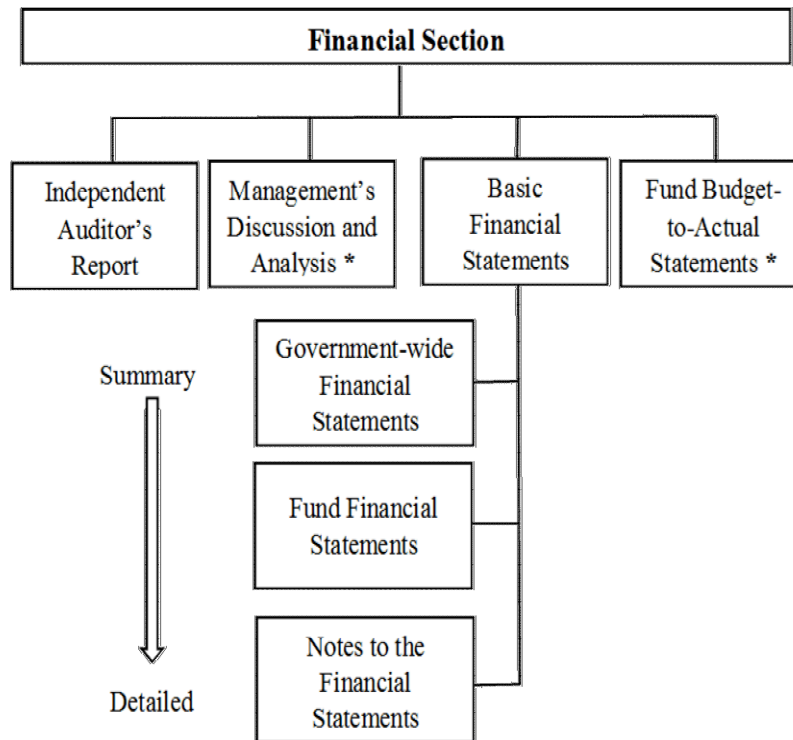 Financial Section
Independent
Auditor's
Report
Management's
Discussion and
Analysis *
Basic
Financial
Statements
Fund Budget-
to-Actual
Statements *
Summary
Government-wide
Financial
Statements
Fund Financial
Statements
Notes to the
Financial
Statements
Detailed